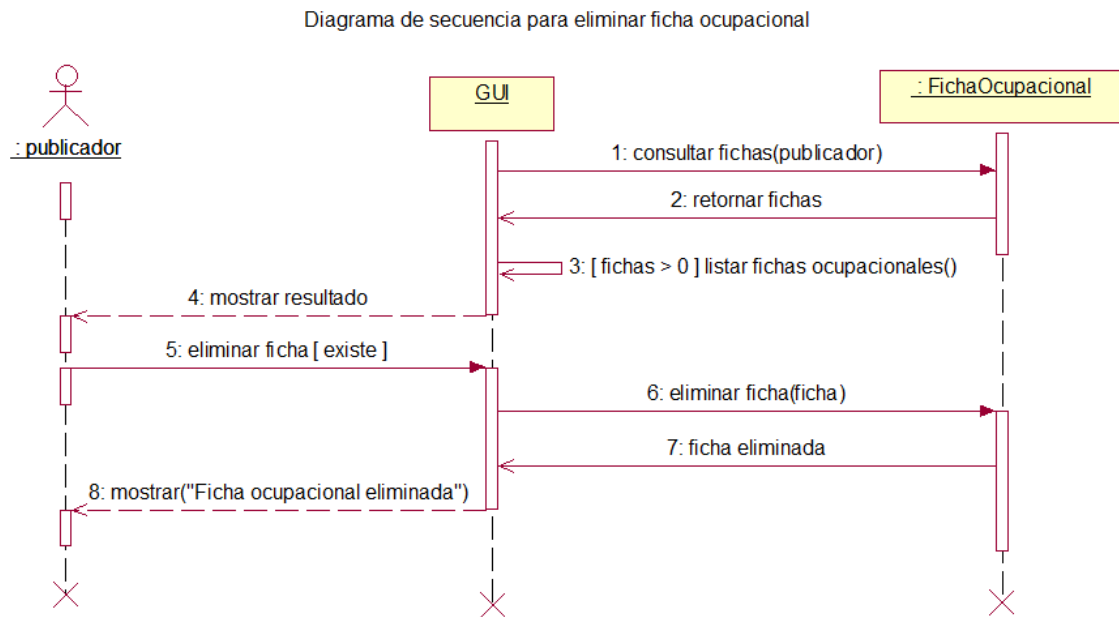 Diagrama de secuencia para eliminar ficha ocupacional
: publicador
GUI
: FichaOcupacional
1: consultar fichas(publicador)
2: retornar fichas
3: [ fichas > 0 ] listar fichas ocupacionales()
4: mostrar resultado
5: eliminar ficha [ existe ]
6: eliminar ficha(ficha)
7: ficha eliminada
8: mostrar("Ficha ocupacional eliminada")